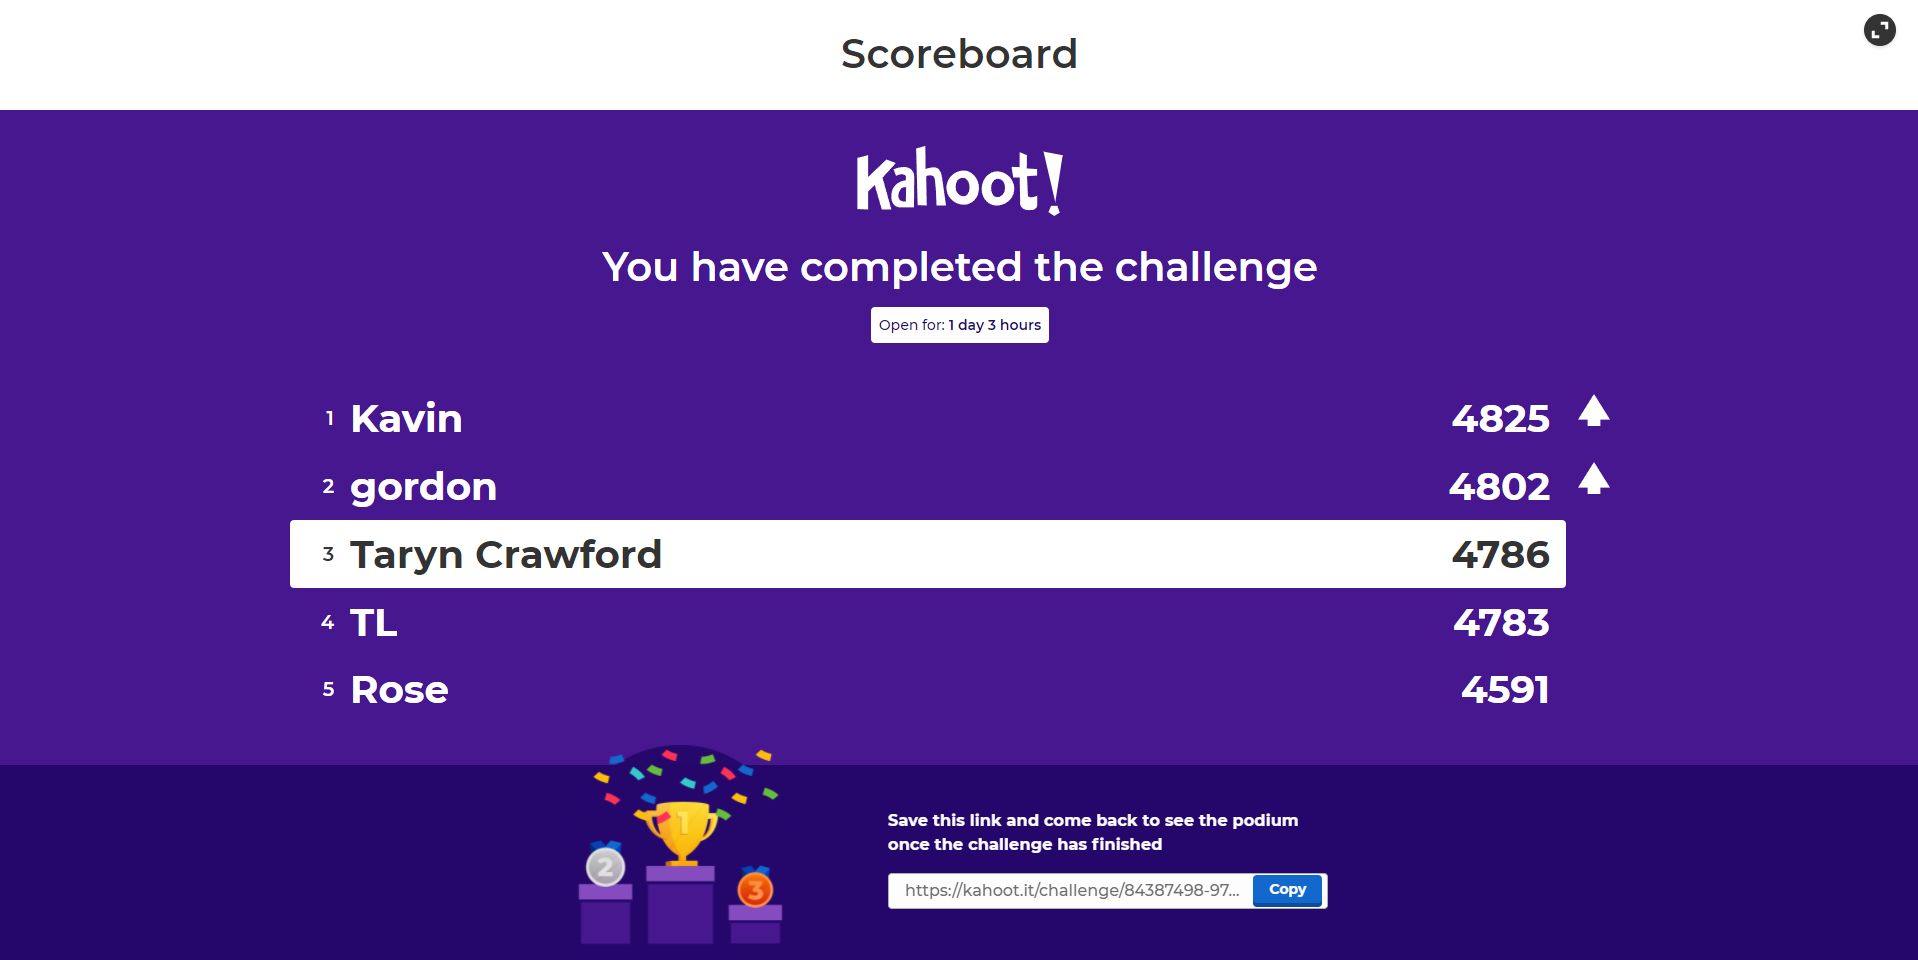 Scoreboard
Kahoot!
You have completed the challenge
Open for: 1 day 3 hours
1 Kavin 4825
2 gordon 4802
3 Taryn Crawford 4786
4 TL 4783
5 Rose 4591
1
2
3
Save this link and come back to see the podium
once the challenge has finished
https://kahoot.it/challenge/84387498-97... Copy